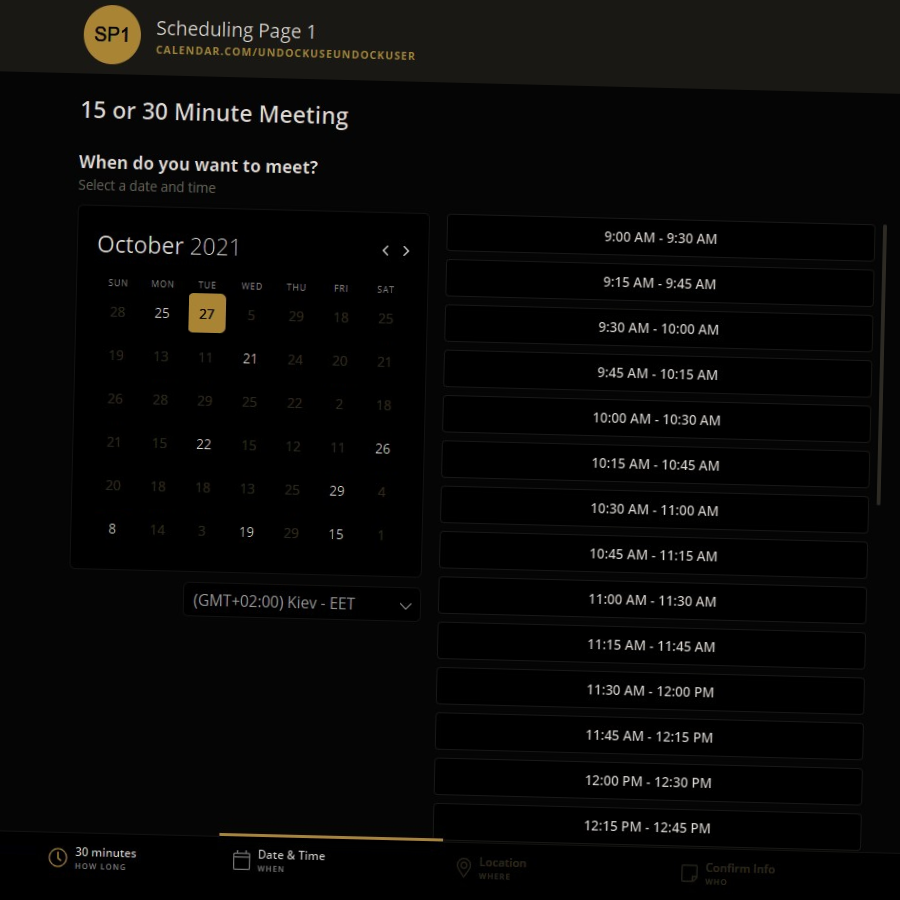 SP1
Scheduling Page 1
CALENDAR.COM/UNDOCKUSEUNDOCKUSER
15 or 30 Minute Meeting
When do you want to meet?
Select a date and time
October 2021
SUN MON TUE WED THU FRI SAT
28 25 27 5 29 18 25
19 13 11 21 24 20 21
26 28 29 25 22 2 18
21 15 22 15 12 11 26
20 18 18 13 25 29 4
8 14 3 19 29 15 1
(GMT+02:00) Kiev - EET
9:00 AM - 9:30 AM
9:15 AM - 9:45 AM
9:30 AM - 10:00 AM
9:45 AM - 10:15 AM
10:00 AM - 10:30 AM
10:15 AM - 10:45 AM
10:30 AM - 11:00 AM
10:45 AM - 11:15 AM
11:00 AM - 11:30 AM
11:15 AM - 11:45 AM
11:30 AM - 12:00 PM
11:45 AM - 12:15 PM
12:00 PM - 12:30 PM
12:15 PM - 12:45 PM
30 minutes
HOW LONG
Date & Time
WHEN
Location
WHERE
Confirm Info
WHO